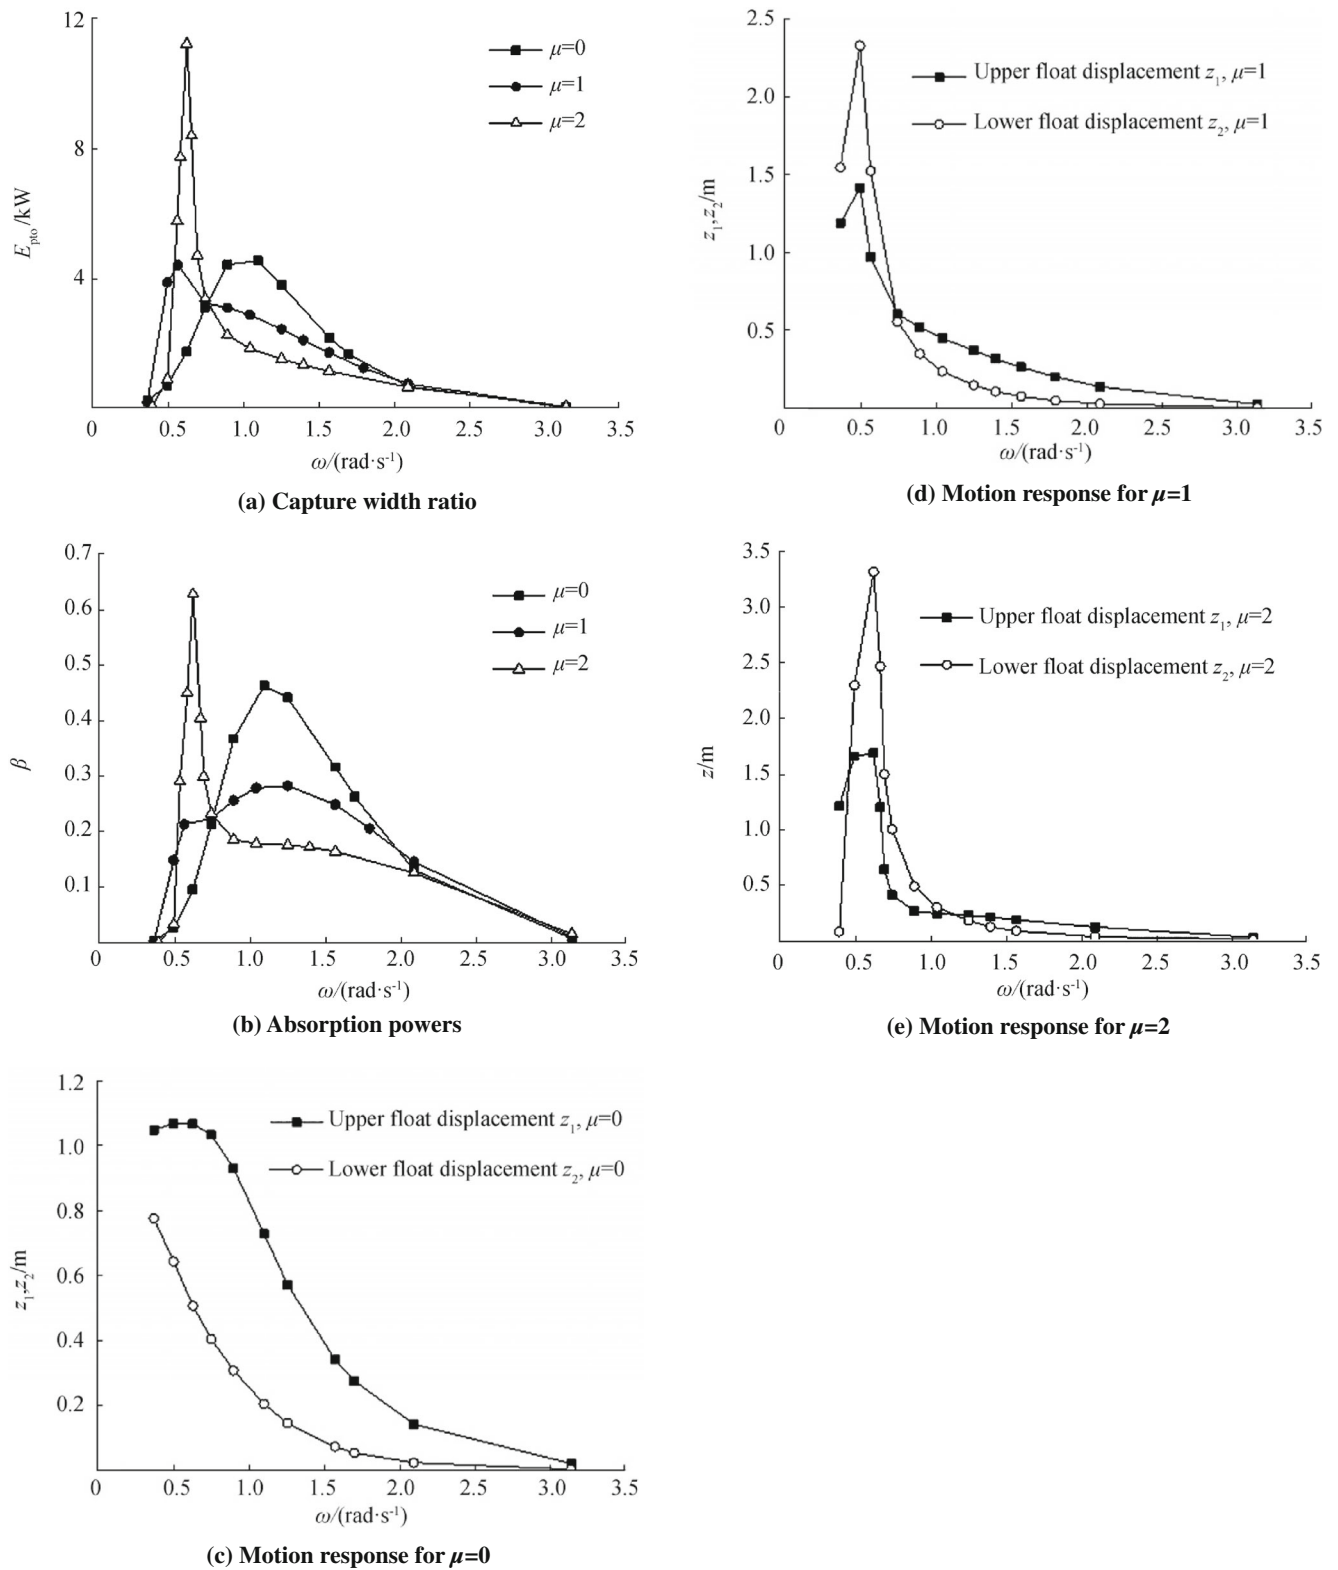 12
8
4
E_pto/kW
μ=0
μ=1
μ=2
0 0.5 1.0 1.5 2.0 2.5 3.0 3.5
ω/(rad·s⁻¹)
(a) Capture width ratio
0.7
0.6
0.5
0.4
0.3
0.2
0.1
β
μ=0
μ=1
μ=2
0 0.5 1.0 1.5 2.0 2.5 3.0 3.5
ω/(rad·s⁻¹)
(b) Absorption powers
1.2
1.0
0.8
0.6
0.4
0.2
z₁,z₂/m
Upper float displacement z₁, μ=0
Lower float displacement z₂, μ=0
0 0.5 1.0 1.5 2.0 2.5 3.0 3.5
ω/(rad·s⁻¹)
(c) Motion response for μ=0
2.5
2.0
1.5
1.0
0.5
z₁,z₂/m
Upper float displacement z₁, μ=1
Lower float displacement z₂, μ=1
0 0.5 1.0 1.5 2.0 2.5 3.0 3.5
ω/(rad·s⁻¹)
(d) Motion response for μ=1
3.5
3.0
2.5
2.0
1.5
1.0
0.5
z/m
Upper float displacement z₁, μ=2
Lower float displacement z₂, μ=2
0 0.5 1.0 1.5 2.0 2.5 3.0 3.5
ω/(rad·s⁻¹)
(e) Motion response for μ=2